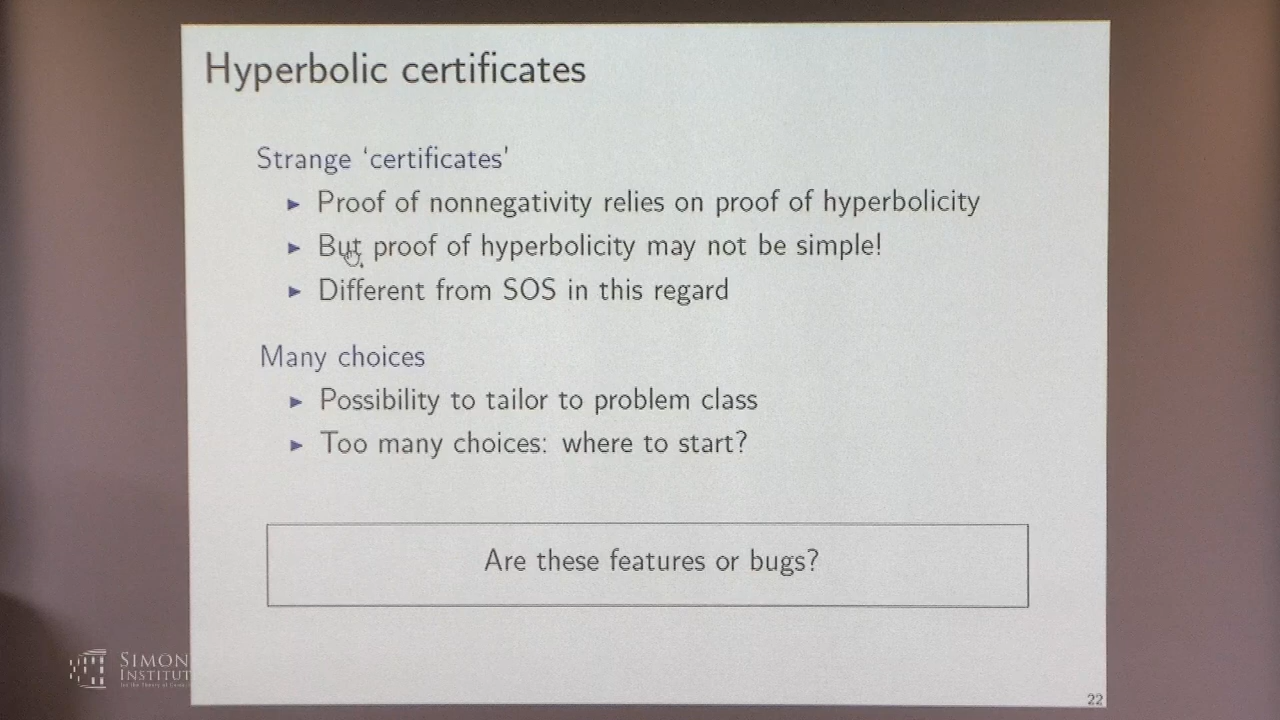 Hyperbolic certificates
Strange ‘certificates’
► Proof of nonnegativity relies on proof of hyperbolicity
► But proof of hyperbolicity may not be simple!
► Different from SOS in this regard
Many choices
► Possibility to tailor to problem class
► Too many choices: where to start?
Are these features or bugs?
SIMON
INSTITUT
22